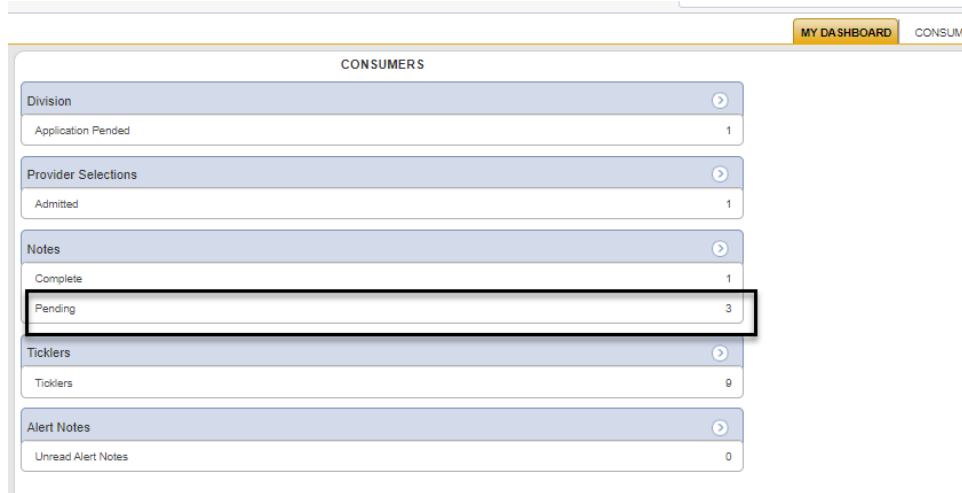 MY DASHBOARD CONSUM
CONSUMERS
Division
Application Pended 1
Provider Selections
Admitted 1
Notes
Complete 1
Pending 3
Ticklers
Ticklers 9
Alert Notes
Unread Alert Notes 0